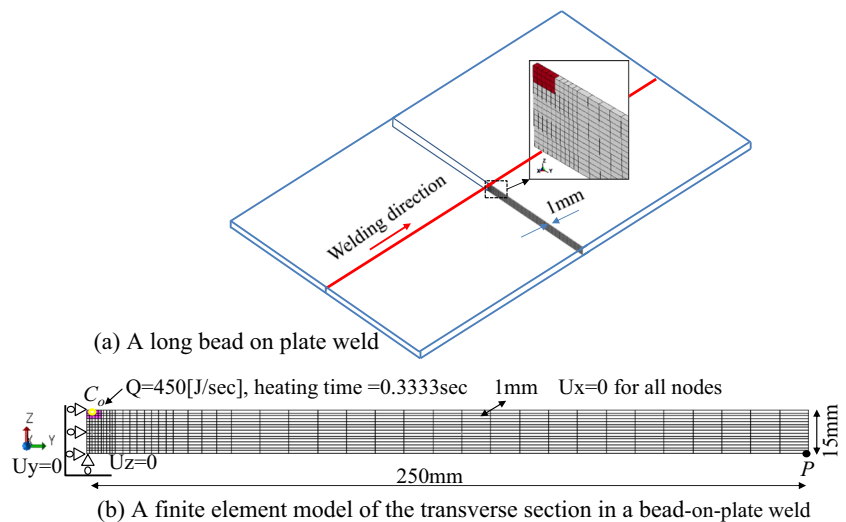 Welding direction
1mm
Z
X Y
(a) A long bead on plate weld
Q=450[J/sec], heating time =0.3333sec
1mm Ux=0 for all nodes
Co
Z
X Y
Uy=0
Uz=0
250mm
15mm
P
(b) A finite element model of the transverse section in a bead-on-plate weld